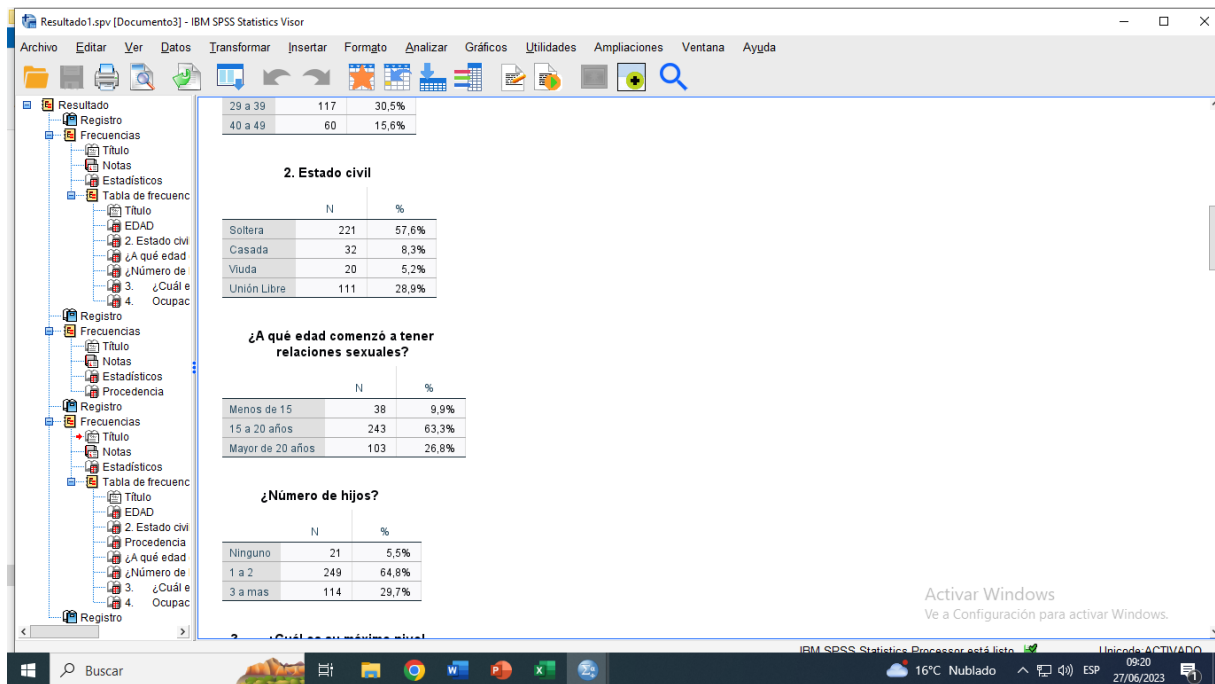 Resultado1.spv [Documento3] - IBM SPSS Statistics Visor
Archivo Editar Ver Datos Transformar Insertar Formato Analizar Gráficos Utilidades Ampliaciones Ventana Ayuda
Resultado
Registro
Frecuencias
Título
Notas
Estadísticos
Tabla de frecuenc
Título
EDAD
2. Estado civi
¿A qué edad
¿Número de
3. ¿Cuál e
4. Ocupac
Registro
Frecuencias
Título
Notas
Estadísticos
Procedencia
Registro
Frecuencias
Título
Notas
Estadísticos
Tabla de frecuenc
Título
EDAD
2. Estado civi
Procedencia
¿A qué edad
¿Número de
3. ¿Cuál e
4. Ocupac
Registro
29 a 39 117 30,5%
40 a 49 60 15,6%
2. Estado civil
N %
Soltera 221 57,6%
Casada 32 8,3%
Viuda 20 5,2%
Unión Libre 111 28,9%
¿A qué edad comenzó a tener
relaciones sexuales?
N %
Menos de 15 38 9,9%
15 a 20 años 243 63,3%
Mayor de 20 años 103 26,8%
¿Número de hijos?
N %
Ninguno 21 5,5%
1 a 2 249 64,8%
3 a mas 114 29,7%
3. ¿Cuál es su máximo nivel
Activar Windows
Ve a Configuración para activar Windows.
IBM SPSS Statistics Processor está listo Unicode:ACTIVADO
Buscar
16°C Nublado
ESP
09:20
27/06/2023